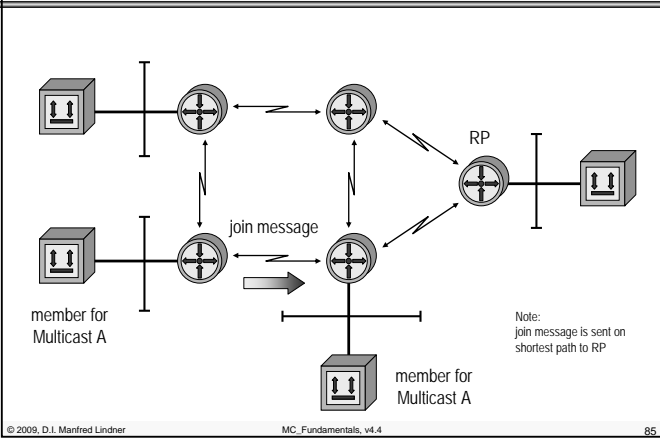 RP
join message
member for
Multicast A
Note:
join message is sent on
shortest path to RP
member for
Multicast A
© 2009, D.I. Manfred Lindner
MC_Fundamentals, v4.4
85